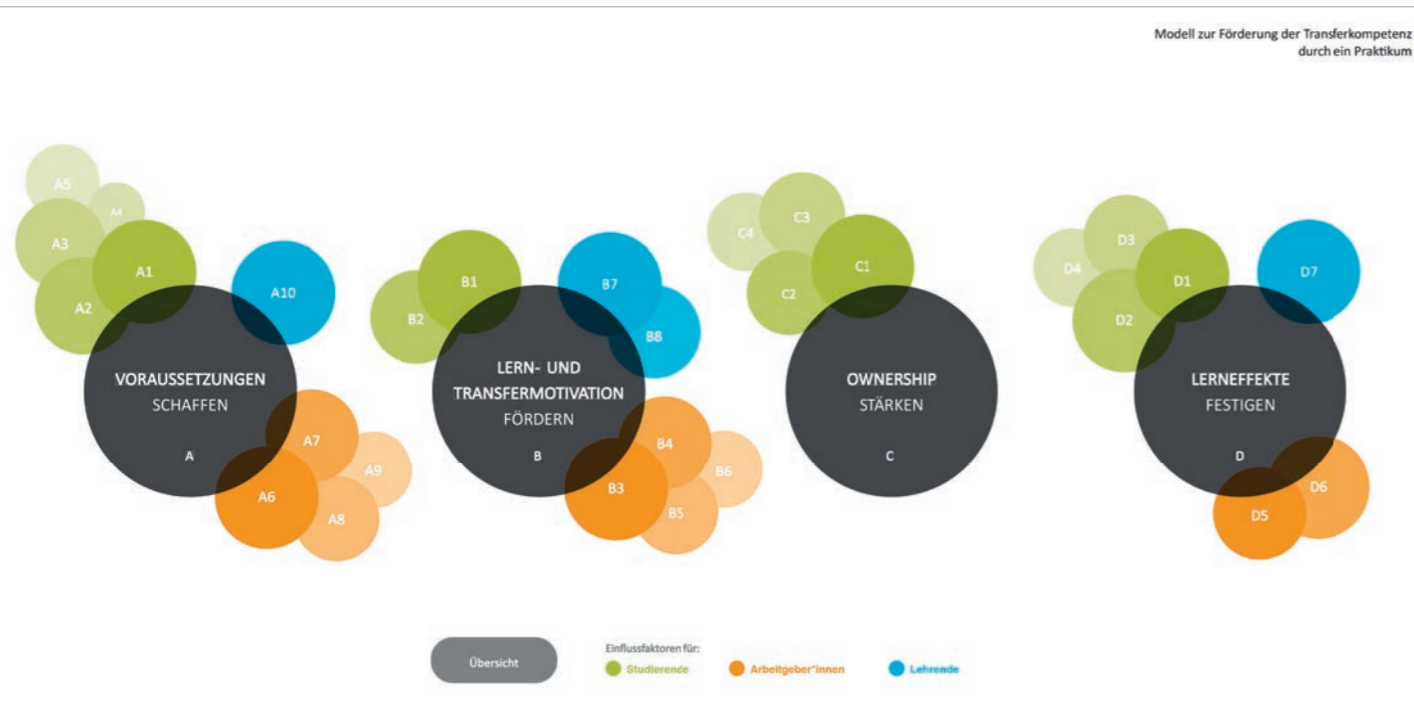 Modell zur Förderung der Transferkompetenz
durch ein Praktikum
A5
A4
A3
A1
A2
A10
VORAUSSETZUNGEN
SCHAFFEN
A
A7
A9
A6
A8
B1
B2
B7
B8
LERN- UND
TRANSFERMOTIVATION
FÖRDERN
B
B4
B6
B3
B5
C3
C4
C1
C2
OWNERSHIP
STÄRKEN
C
D3
D4
D1
D2
D7
LERNEFFEKTE
FESTIGEN
D
D6
D5
Übersicht
Einflussfaktoren für:
Studierende
Arbeitgeber*innen
Lehrende